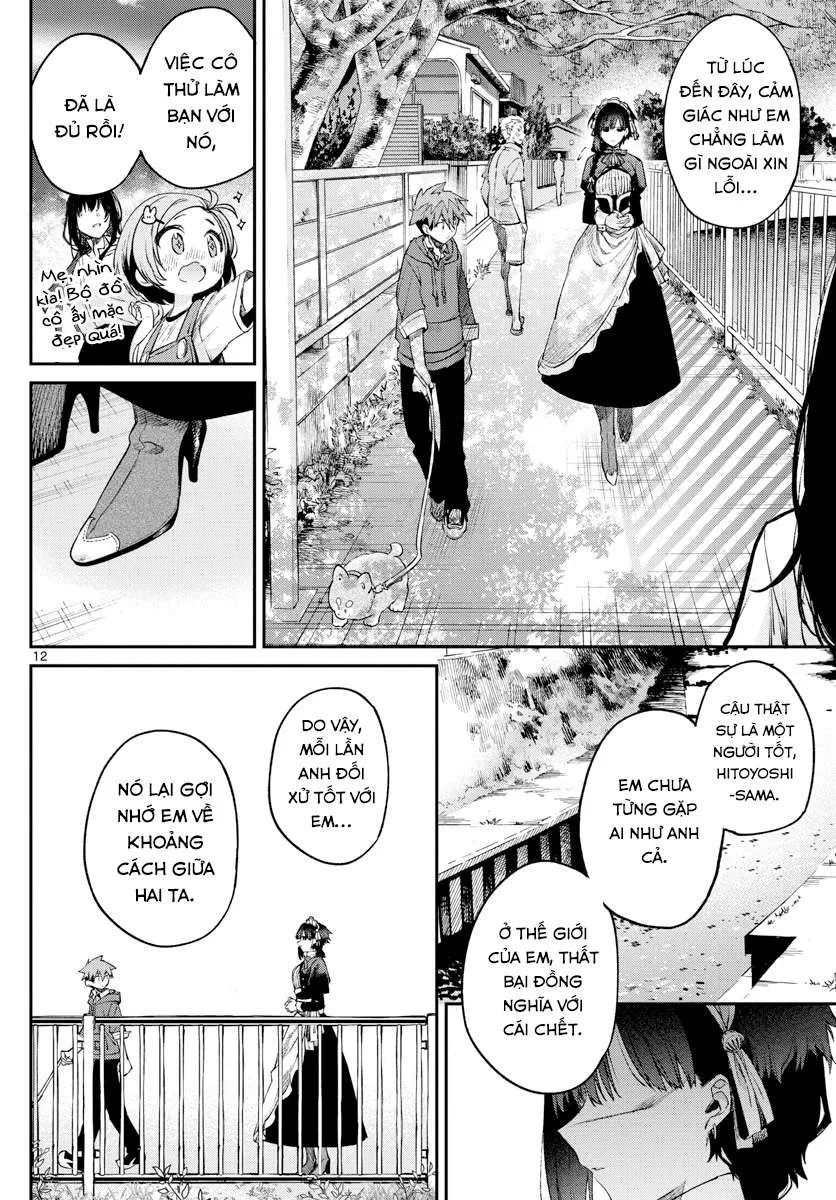 TỪ LÚC
ĐẾN ĐÂY, CẢM
GIÁC NHƯ EM
CHẲNG LÀM
GÌ NGOÀI XIN
LỖI...
VIỆC CÔ
THỬ LÀM
BẠN VỚI
NÓ,
ĐÃ LÀ
ĐỦ RỒI!
Mẹ, nhìn
kìa! Bộ đồ
cô ấy mặc
đẹp quá!
12
CẬU THẬT
SỰ LÀ MỘT
NGƯỜI TỐT,
HITOYOSHI
-SAMA.
EM CHƯA
TỪNG GẶP
AI NHƯ ANH
CẢ.
Ở THẾ GIỚI
CỦA EM, THẤT
BẠI ĐỒNG
NGHĨA VỚI
CÁI CHẾT.
DO VẬY,
MỖI LẦN
ANH ĐỐI
XỬ TỐT VỚI
EM...
NÓ LẠI GỢI
NHỚ EM VỀ
KHOẢNG
CÁCH GIỮA
HAI TA.